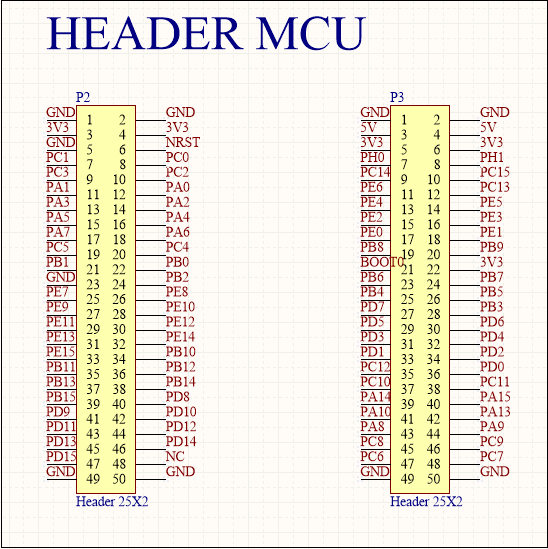 HEADER MCU
P2
GND 1 2 GND
3V3 3 4 3V3
GND 5 6 NRST
PC1 7 8 PC0
PC3 9 10 PC2
PA1 11 12 PA0
PA3 13 14 PA2
PA5 15 16 PA4
PA7 17 18 PA6
PC5 19 20 PC4
PB1 21 22 PB0
GND 23 24 PB2
PE7 25 26 PE8
PE9 27 28 PE10
PE11 29 30 PE12
PE13 31 32 PE14
PE15 33 34 PB10
PB11 35 36 PB12
PB13 37 38 PB14
PB15 39 40 PD8
PD9 41 42 PD10
PD11 43 44 PD12
PD13 45 46 PD14
PD15 47 48 NC
GND 49 50 GND
Header 25X2
P3
GND 1 2 GND
5V 3 4 5V
3V3 5 6 3V3
PH0 7 8 PH1
PC14 9 10 PC15
PE6 11 12 PC13
PE4 13 14 PE5
PE2 15 16 PE3
PE0 17 18 PE1
PB8 19 20 PB9
BOOT0 21 22 3V3
PB6 23 24 PB7
PB4 25 26 PB5
PD7 27 28 PB3
PD5 29 30 PD6
PD3 31 32 PD4
PD1 33 34 PD2
PC12 35 36 PD0
PC10 37 38 PC11
PA14 39 40 PA15
PA10 41 42 PA13
PA8 43 44 PA9
PC8 45 46 PC9
PC6 47 48 PC7
GND 49 50 GND
Header 25X2